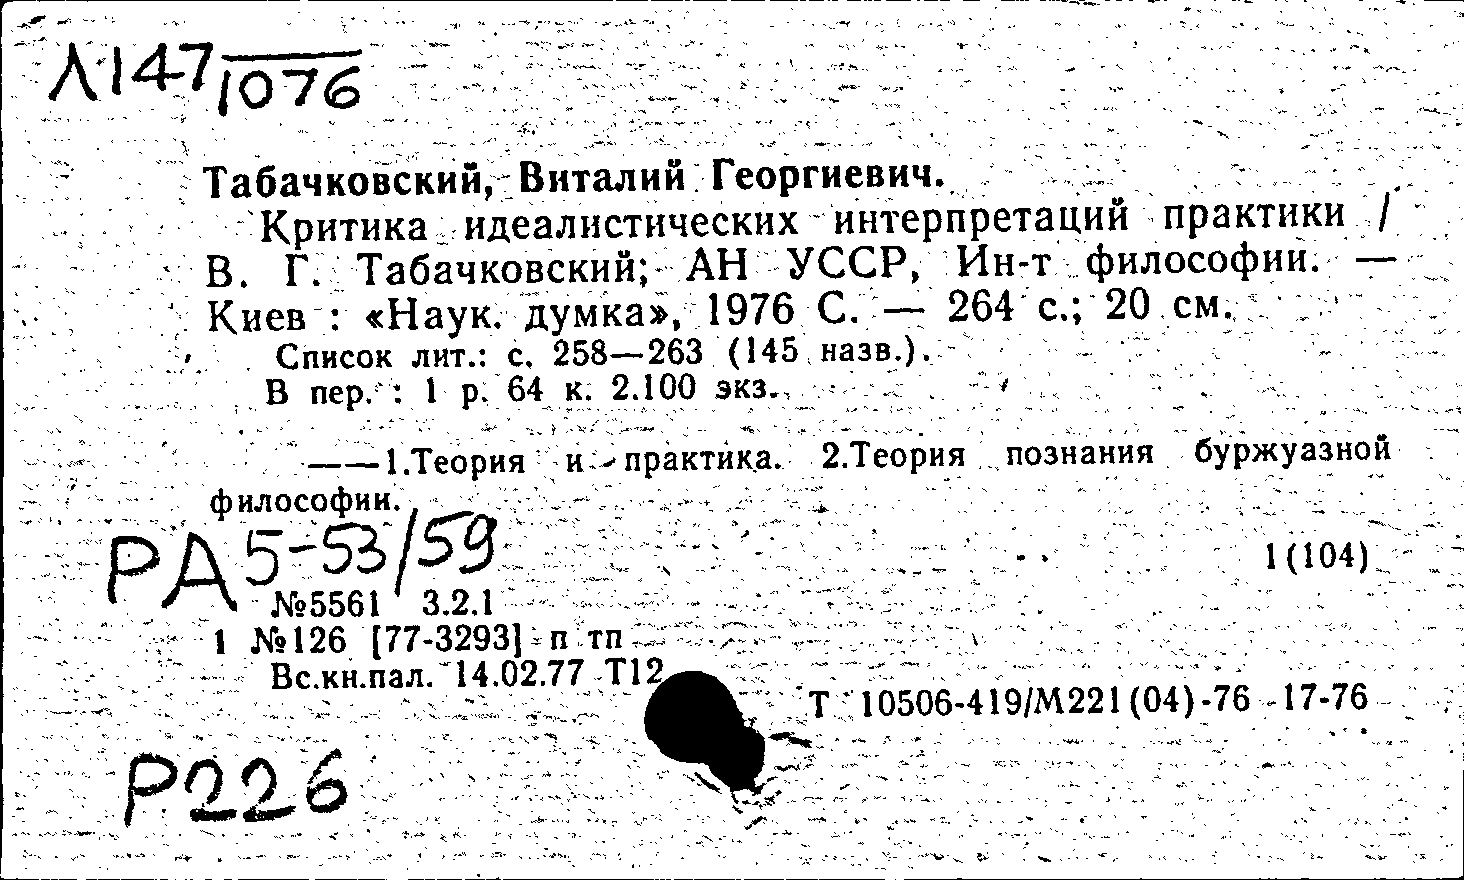 Л147/1076
Табачковский, Виталий Георгиевич.
Критика идеалистических интерпретаций практики /
В. Г. Табачковский; АН УССР, Ин-т философии. —
Киев : «Наук. думка», 1976 С. — 264 с.; 20 см.
Список лит.: с. 258—263 (145 назв.).
В пер. : 1 р. 64 к. 2.100 экз.
——1.Теория и практика. 2.Теория познания буржуазной
философии.
РА5-53/59
1(104)
№5561 3.2.1
1 №126 [77-3293] п тп
Вс.кн.пал. 14.02.77 Т12
Т 10506-419/М221(04)-76 17-76
Р226